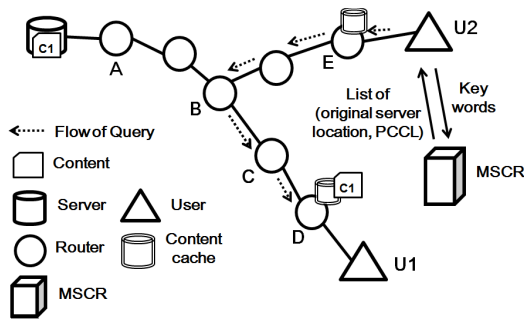 C1
A
B
E
U2
List of
(original server
location, PCCL)
Key
words
MSCR
C
C1
D
U1
Flow of Query
Content
Server
User
Router
Content
cache
MSCR